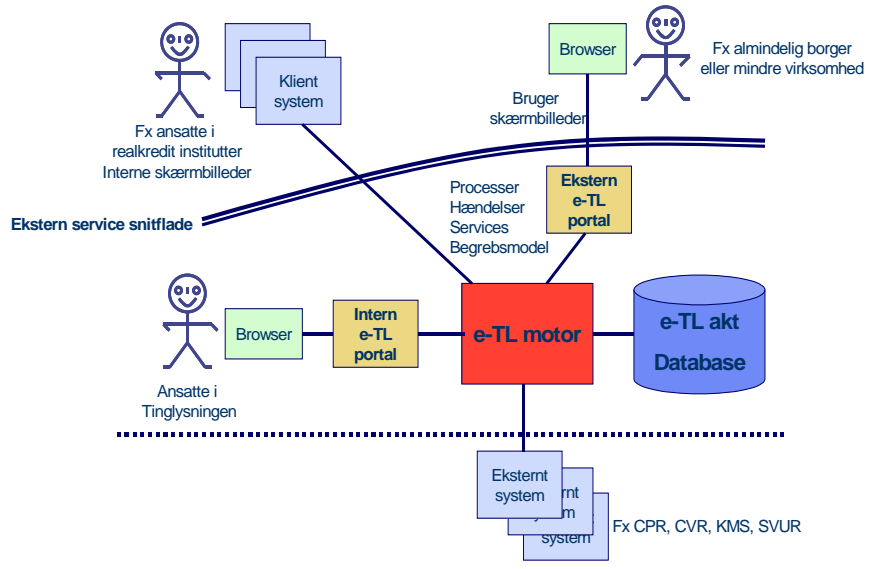 Klient
system
Fx ansatte i
realkredit institutter
Interne skærmbilleder
Browser
Fx almindelig borger
eller mindre virksomhed
Bruger
skærmbilleder
Ekstern service snitflade
Processer
Hændelser
Services
Begrebsmodel
Ekstern
e-TL
portal
Ansatte i
Tinglysningen
Browser
Intern
e-TL
portal
e-TL motor
e-TL akt
Database
Eksternt
system
system
Fx CPR, CVR, KMS, SVUR